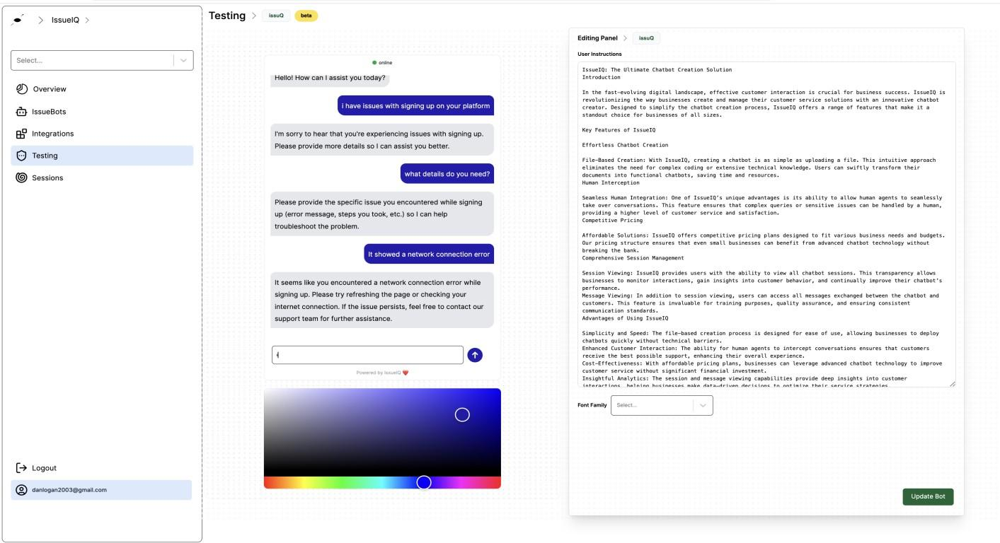 IssueIQ
Select...
Overview
IssueBots
Integrations
Testing
Sessions
Logout
danlogan2003@gmail.com
Testing
issuQ
beta
online
Hello! How can I assist you today?
i have issues with signing up on your platform
I'm sorry to hear that you're experiencing issues with signing up.
Please provide more details so I can assist you better.
what details do you need?
Please provide the specific issue you encountered while signing
up (error message, steps you took, etc.) so I can help
troubleshoot the problem.
It showed a network connection error
It seems like you encountered a network connection error while
signing up. Please try refreshing the page or checking your
internet connection. If the issue persists, feel free to contact our
support team for further assistance.
Powered by IssueIQ ❤️
Editing Panel
issuQ
User Instructions
IssueIQ: The Ultimate Chatbot Creation Solution
Introduction
In the fast-evolving digital landscape, effective customer interaction is crucial for business success. IssueIQ is
revolutionizing the way businesses create and manage their customer service solutions with an innovative chatbot
creator. Designed to simplify the chatbot creation process, IssueIQ offers a range of features that make it a
standout choice for businesses of all sizes.
Key Features of IssueIQ
Effortless Chatbot Creation
File-Based Creation: With IssueIQ, creating a chatbot is as simple as uploading a file. This intuitive approach
eliminates the need for complex coding or extensive technical knowledge. Users can swiftly transform their
documents into functional chatbots, saving time and resources.
Human Interception
Seamless Human Integration: One of IssueIQ's unique advantages is its ability to allow human agents to seamlessly
take over conversations. This feature ensures that complex queries or sensitive issues can be handled by a human,
providing a higher level of customer service and satisfaction.
Competitive Pricing
Affordable Solutions: IssueIQ offers competitive pricing plans designed to fit various business needs and budgets.
Our pricing structure ensures that even small businesses can benefit from advanced chatbot technology without
breaking the bank.
Comprehensive Session Management
Session Viewing: IssueIQ provides users with the ability to view all chatbot sessions. This transparency allows
businesses to monitor interactions, gain insights into customer behavior, and continually improve their chatbot's
performance.
Message Viewing: In addition to session viewing, users can access all messages exchanged between the chatbot and
customers. This feature is invaluable for training purposes, quality assurance, and ensuring consistent
communication standards.
Advantages of Using IssueIQ
Simplicity and Speed: The file-based creation process is designed for ease of use, allowing businesses to deploy
chatbots quickly without technical barriers.
Enhanced Customer Interaction: The ability for human agents to intercept conversations ensures that customers
receive the best possible support, enhancing their overall experience.
Cost-Effectiveness: With affordable pricing plans, businesses can leverage advanced chatbot technology to improve
customer service without significant financial investment.
Insightful Analytics: The session and message viewing capabilities provide deep insights into customer
interactions, helping businesses make data-driven decisions to optimize their service strategies.
Font Family
Select...
Update Bot